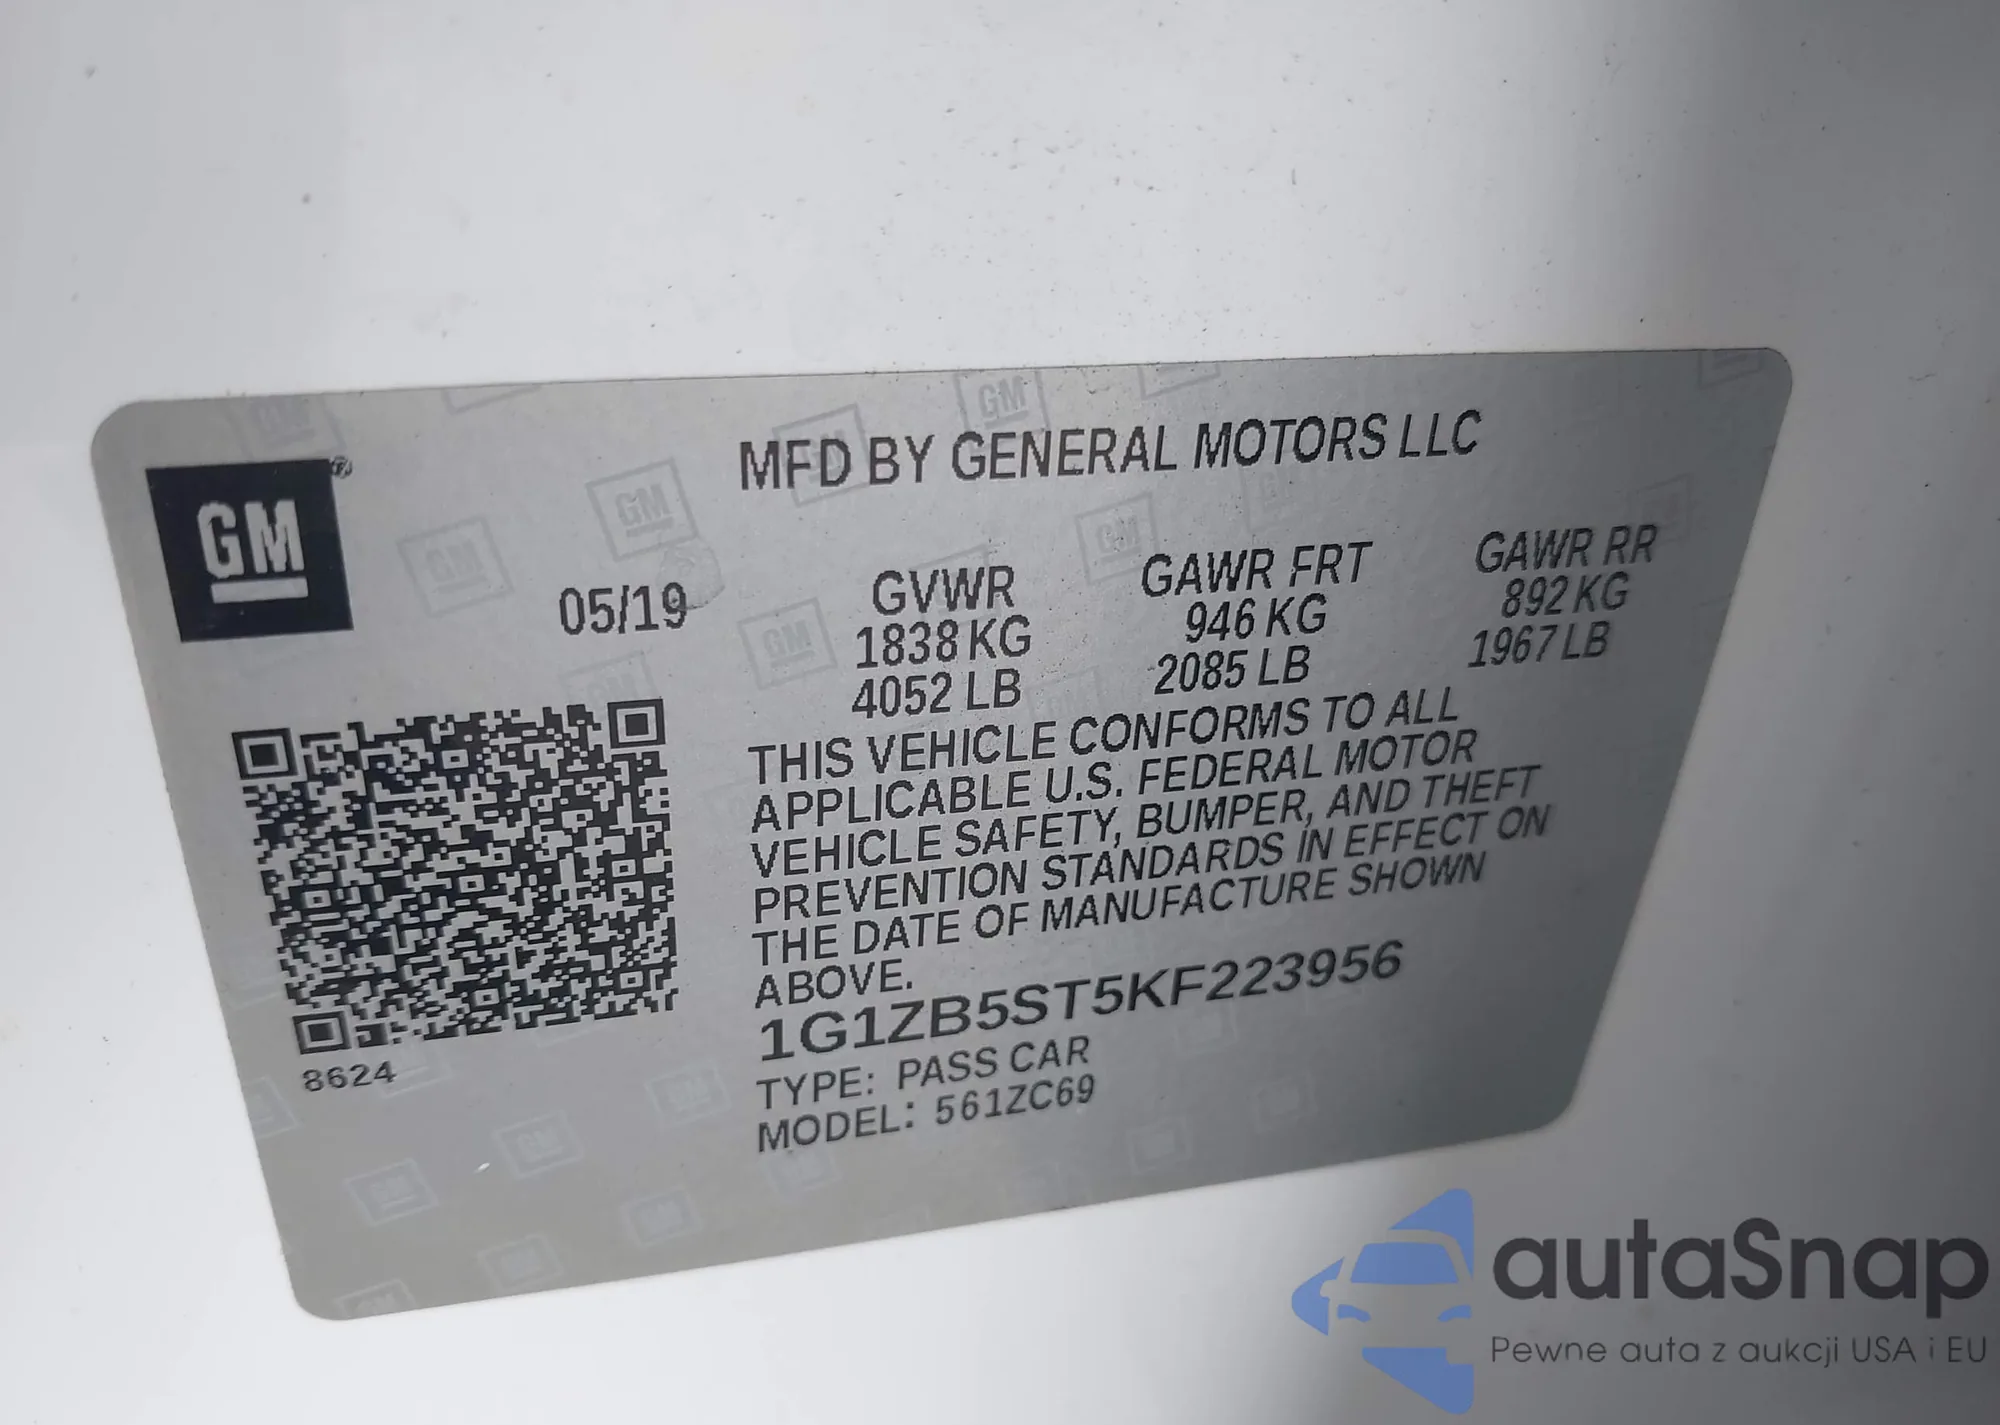 GM®
MFD BY GENERAL MOTORS LLC
05/19
GVWR
1838 KG
4052 LB
GAWR FRT
946 KG
2085 LB
GAWR RR
892 KG
1967 LB
THIS VEHICLE CONFORMS TO ALL
APPLICABLE U.S. FEDERAL MOTOR
VEHICLE SAFETY, BUMPER, AND THEFT
PREVENTION STANDARDS IN EFFECT ON
THE DATE OF MANUFACTURE SHOWN
ABOVE.
1G1ZB5ST5KF223956
TYPE: PASS CAR
MODEL: 561ZC69
8624
autaSnap
Pewne auta z aukcji USA i EU